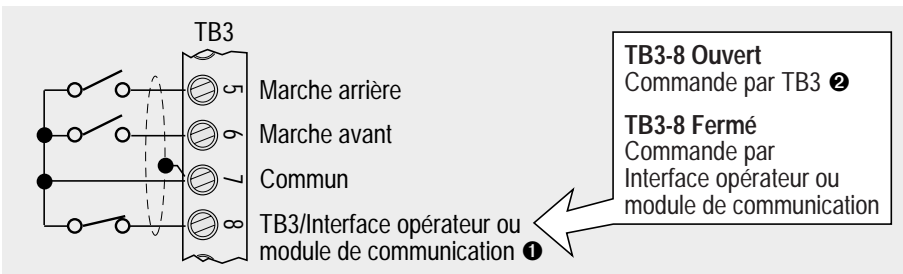 TB3
5 Marche arrière
6 Marche avant
7 Commun
8 TB3/Interface opérateur ou
module de communication ❶
TB3-8 Ouvert
Commande par TB3 ❷
TB3-8 Fermé
Commande par
Interface opérateur ou
module de communication